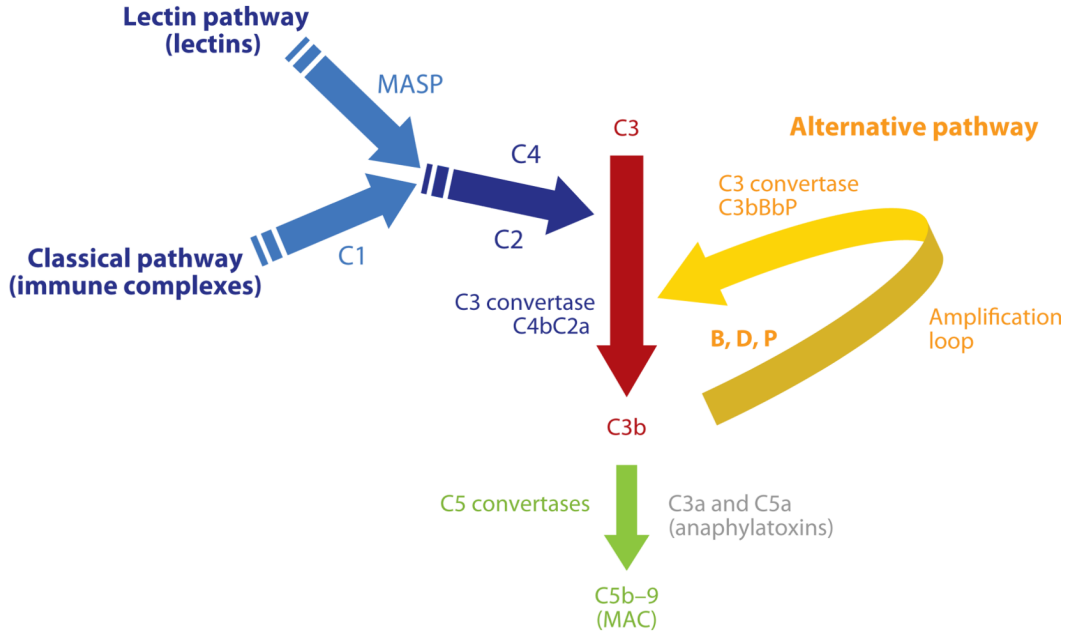 Lectin pathway
(lectins)
MASP
C3
Alternative pathway
C4
C3 convertase
C3bBbP
C2
C1
Classical pathway
(immune complexes)
C3 convertase
C4bC2a
B, D, P
Amplification
loop
C3b
C5 convertases
C3a and C5a
(anaphylatoxins)
C5b–9
(MAC)